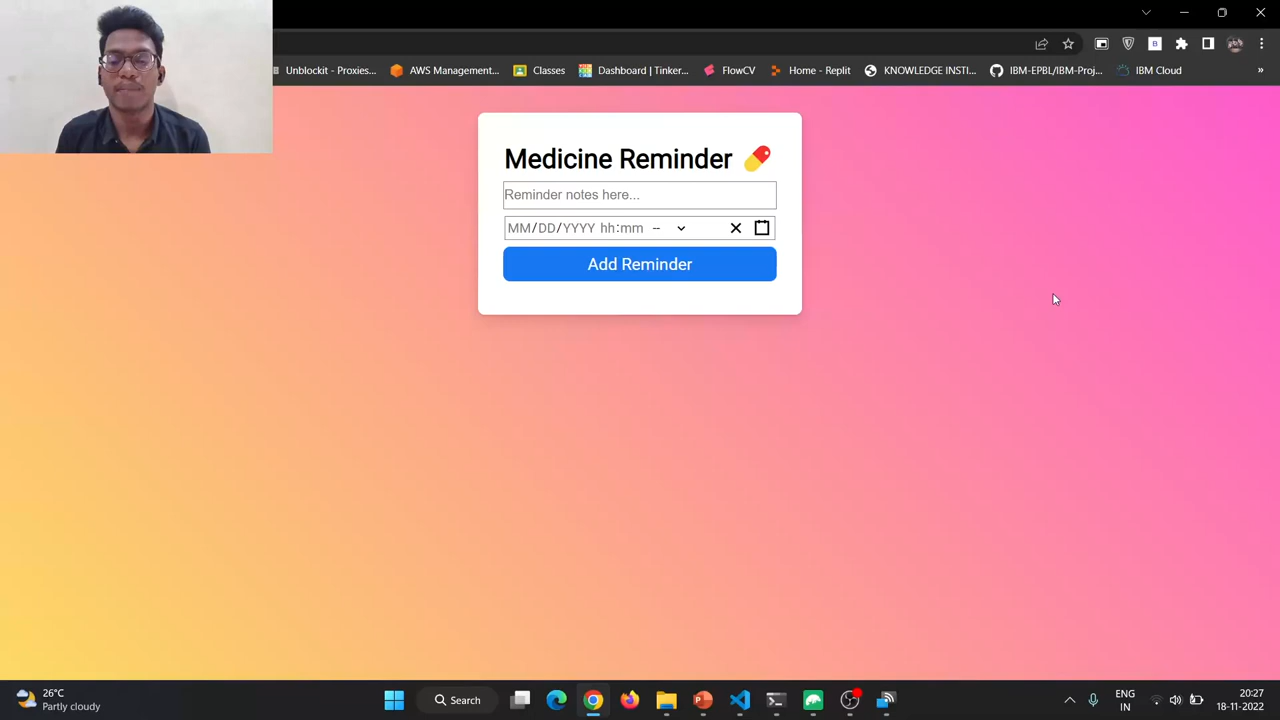 Unblockit - Proxies...
AWS Management...
Classes
Dashboard | Tinker...
FlowCV
Home - Replit
KNOWLEDGE INSTI...
IBM-EPBL/IBM-Proj...
IBM Cloud
»
Medicine Reminder
Reminder notes here...
MM/DD/YYYY hh:mm --
Add Reminder
26°C
Partly cloudy
Search
ENG
IN
20:27
18-11-2022